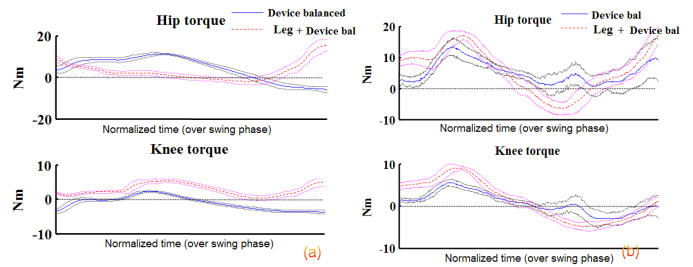 Hip torque
Device balanced
Leg + Device bal
20
0
-20
Nm
Normalized time (over swing phase)
Knee torque
10
0
-10
Nm
Normalized time (over swing phase)
(a)
Hip torque
Device bal
Leg + Device bal
20
10
0
-10
Nm
Normalized time (over swing phase)
Knee torque
10
0
-10
Nm
Normalized time (over swing phase)
(b)